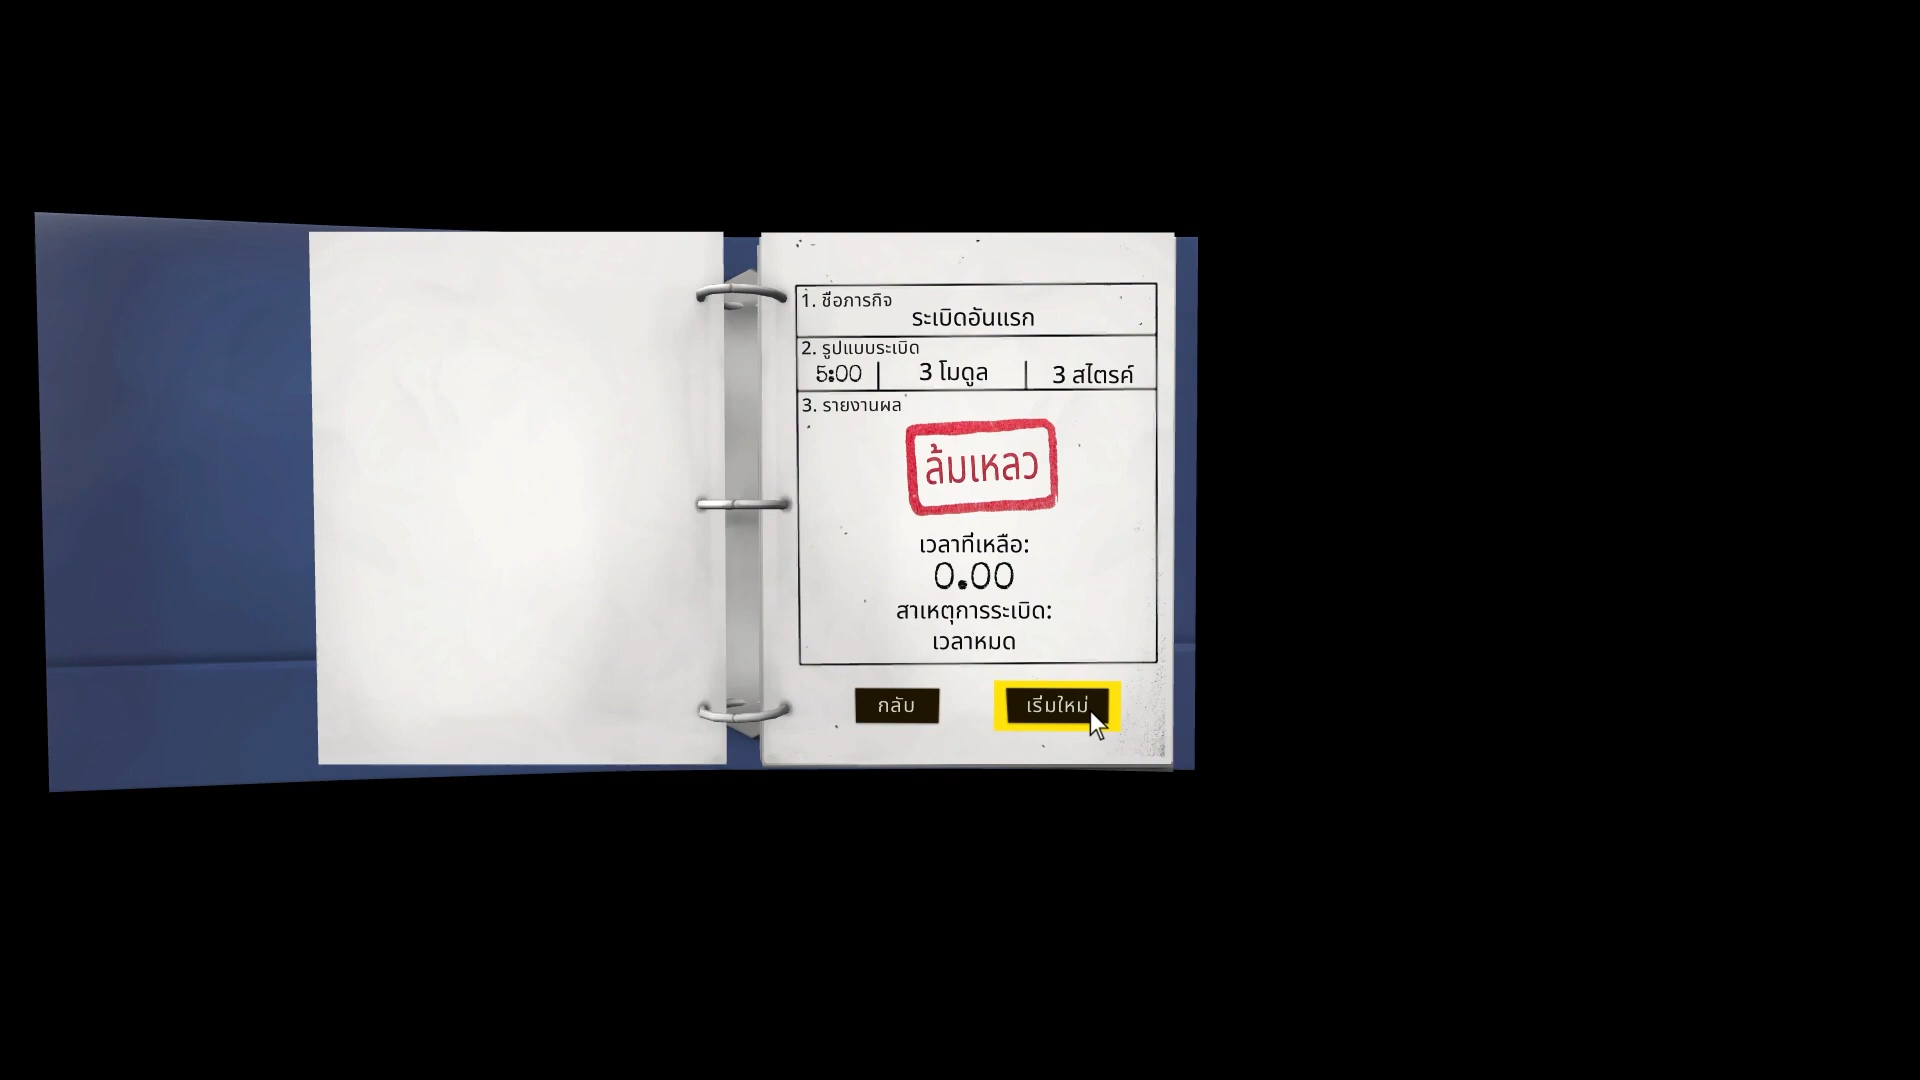 1. ชื่อภารกิจ
ระเบิดอันแรก
2. รูปแบบระเบิด
5:00 3 โมดูล 3 สไตรค์
3. รายงานผล
ล้มเหลว
เวลาที่เหลือ:
0.00
สาเหตุการระเบิด:
เวลาหมด
กลับ เริ่มใหม่